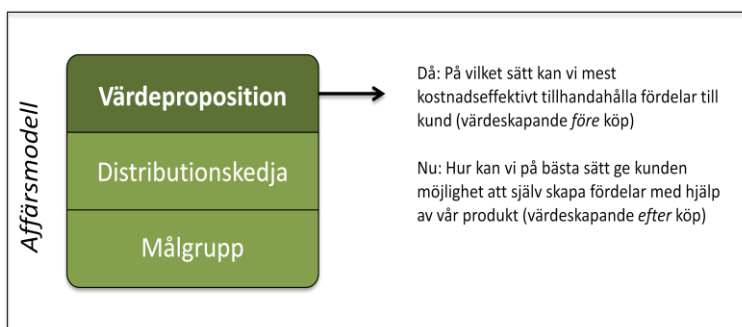 Affärsmodell
Värdeproposition
Distributionskedja
Målgrupp
Då: På vilket sätt kan vi mest
kostnadseffektivt tillhandahålla fördelar till
kund (värdeskapande före köp)
Nu: Hur kan vi på bästa sätt ge kunden
möjlighet att själv skapa fördelar med hjälp
av vår produkt (värdeskapande efter köp)